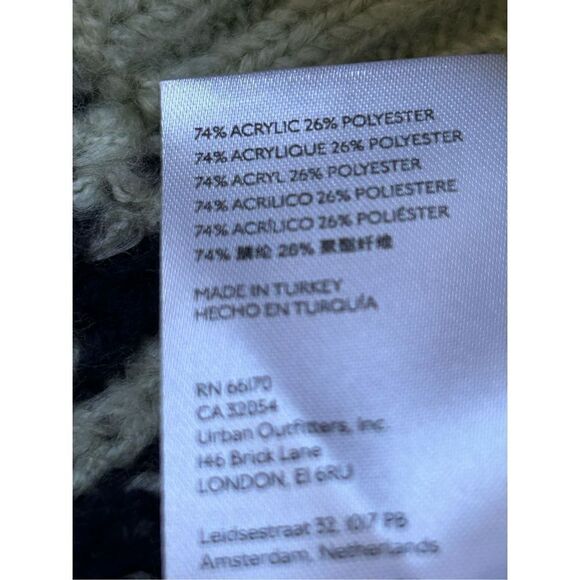 74% ACRYLIC 26% POLYESTER
74% ACRYLIQUE 26% POLYESTER
74% ACRYL 26% POLYESTER
74% ACRILICO 26% POLIESTERE
74% ACRÍLICO 26% POLIÉSTER
74% 腈纶 26% 聚酯纤维
MADE IN TURKEY
HECHO EN TURQUÍA
RN 66170
CA 32054
Urban Outfitters, Inc.
146 Brick Lane
LONDON, E1 6RU
Leidsestraat 32, 1017 PB
Amsterdam, Netherlands